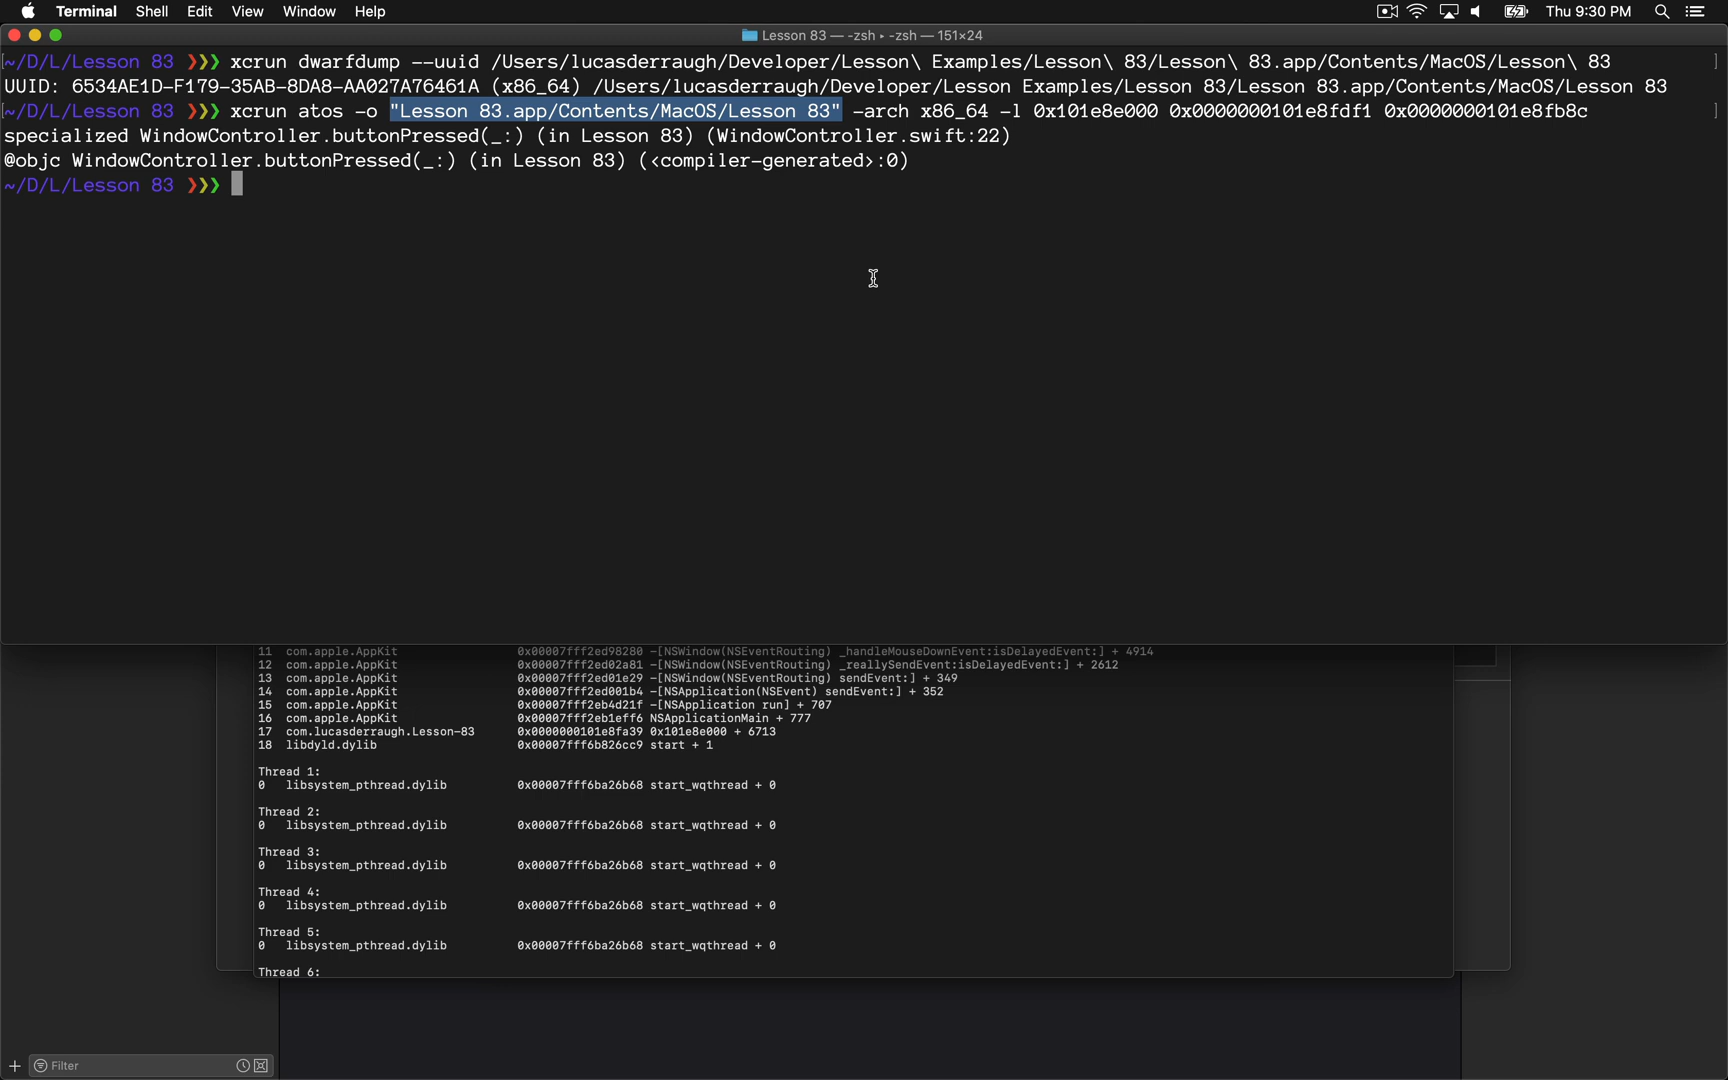 Terminal Shell Edit View Window Help Thu 9:30 PM
Lesson 83 — -zsh ▸ -zsh — 151×24
[~/D/L/Lesson 83 ❯❯❯ xcrun dwarfdump --uuid /Users/lucasderraugh/Developer/Lesson\ Examples/Lesson\ 83/Lesson\ 83.app/Contents/MacOS/Lesson\ 83 ]
UUID: 6534AE1D-F179-35AB-8DA8-AA027A76461A (x86_64) /Users/lucasderraugh/Developer/Lesson Examples/Lesson 83/Lesson 83.app/Contents/MacOS/Lesson 83
[~/D/L/Lesson 83 ❯❯❯ xcrun atos -o "Lesson 83.app/Contents/MacOS/Lesson 83" -arch x86_64 -l 0x101e8e000 0x0000000101e8fdf1 0x0000000101e8fb8c ]
specialized WindowController.buttonPressed(_:) (in Lesson 83) (WindowController.swift:22)
@objc WindowController.buttonPressed(_:) (in Lesson 83) (<compiler-generated>:0)
~/D/L/Lesson 83 ❯❯❯
11 com.apple.AppKit 0x00007fff2ed98280 -[NSWindow(NSEventRouting) _handleMouseDownEvent:isDelayedEvent:] + 4914
12 com.apple.AppKit 0x00007fff2ed02a81 -[NSWindow(NSEventRouting) _reallySendEvent:isDelayedEvent:] + 2612
13 com.apple.AppKit 0x00007fff2ed01e29 -[NSWindow(NSEventRouting) sendEvent:] + 349
14 com.apple.AppKit 0x00007fff2ed001b4 -[NSApplication(NSEvent) sendEvent:] + 352
15 com.apple.AppKit 0x00007fff2eb4d21f -[NSApplication run] + 707
16 com.apple.AppKit 0x00007fff2eb1eff6 NSApplicationMain + 777
17 com.lucasderraugh.Lesson-83 0x0000000101e8fa39 0x101e8e000 + 6713
18 libdyld.dylib 0x00007fff6b826cc9 start + 1
Thread 1:
0 libsystem_pthread.dylib 0x00007fff6ba26b68 start_wqthread + 0
Thread 2:
0 libsystem_pthread.dylib 0x00007fff6ba26b68 start_wqthread + 0
Thread 3:
0 libsystem_pthread.dylib 0x00007fff6ba26b68 start_wqthread + 0
Thread 4:
0 libsystem_pthread.dylib 0x00007fff6ba26b68 start_wqthread + 0
Thread 5:
0 libsystem_pthread.dylib 0x00007fff6ba26b68 start_wqthread + 0
Thread 6:
Filter